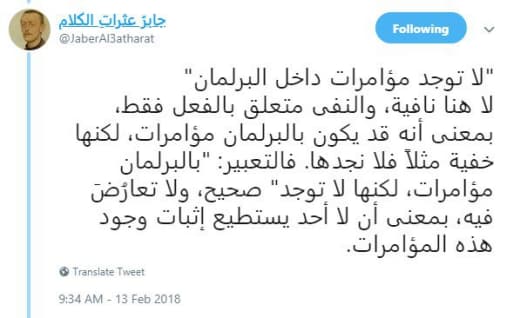 جابرَ عثراتِ الكلام
@JaberAl3atharat
Following
"لا توجد مؤامرات داخل البرلمان"
لا هنا نافية، والنفى متعلق بالفعل فقط،
بمعنى أنه قد يكون بالبرلمان مؤامرات، لكنها
خفية مثلاً فلا نجدها. فالتعبير: "بالبرلمان
مؤامرات، لكنها لا توجد" صحيح، ولا تعارُضَ
فيه، بمعنى أن لا أحد يستطيع إثبات وجود
هذه المؤامرات.
Translate Tweet
9:34 AM - 13 Feb 2018